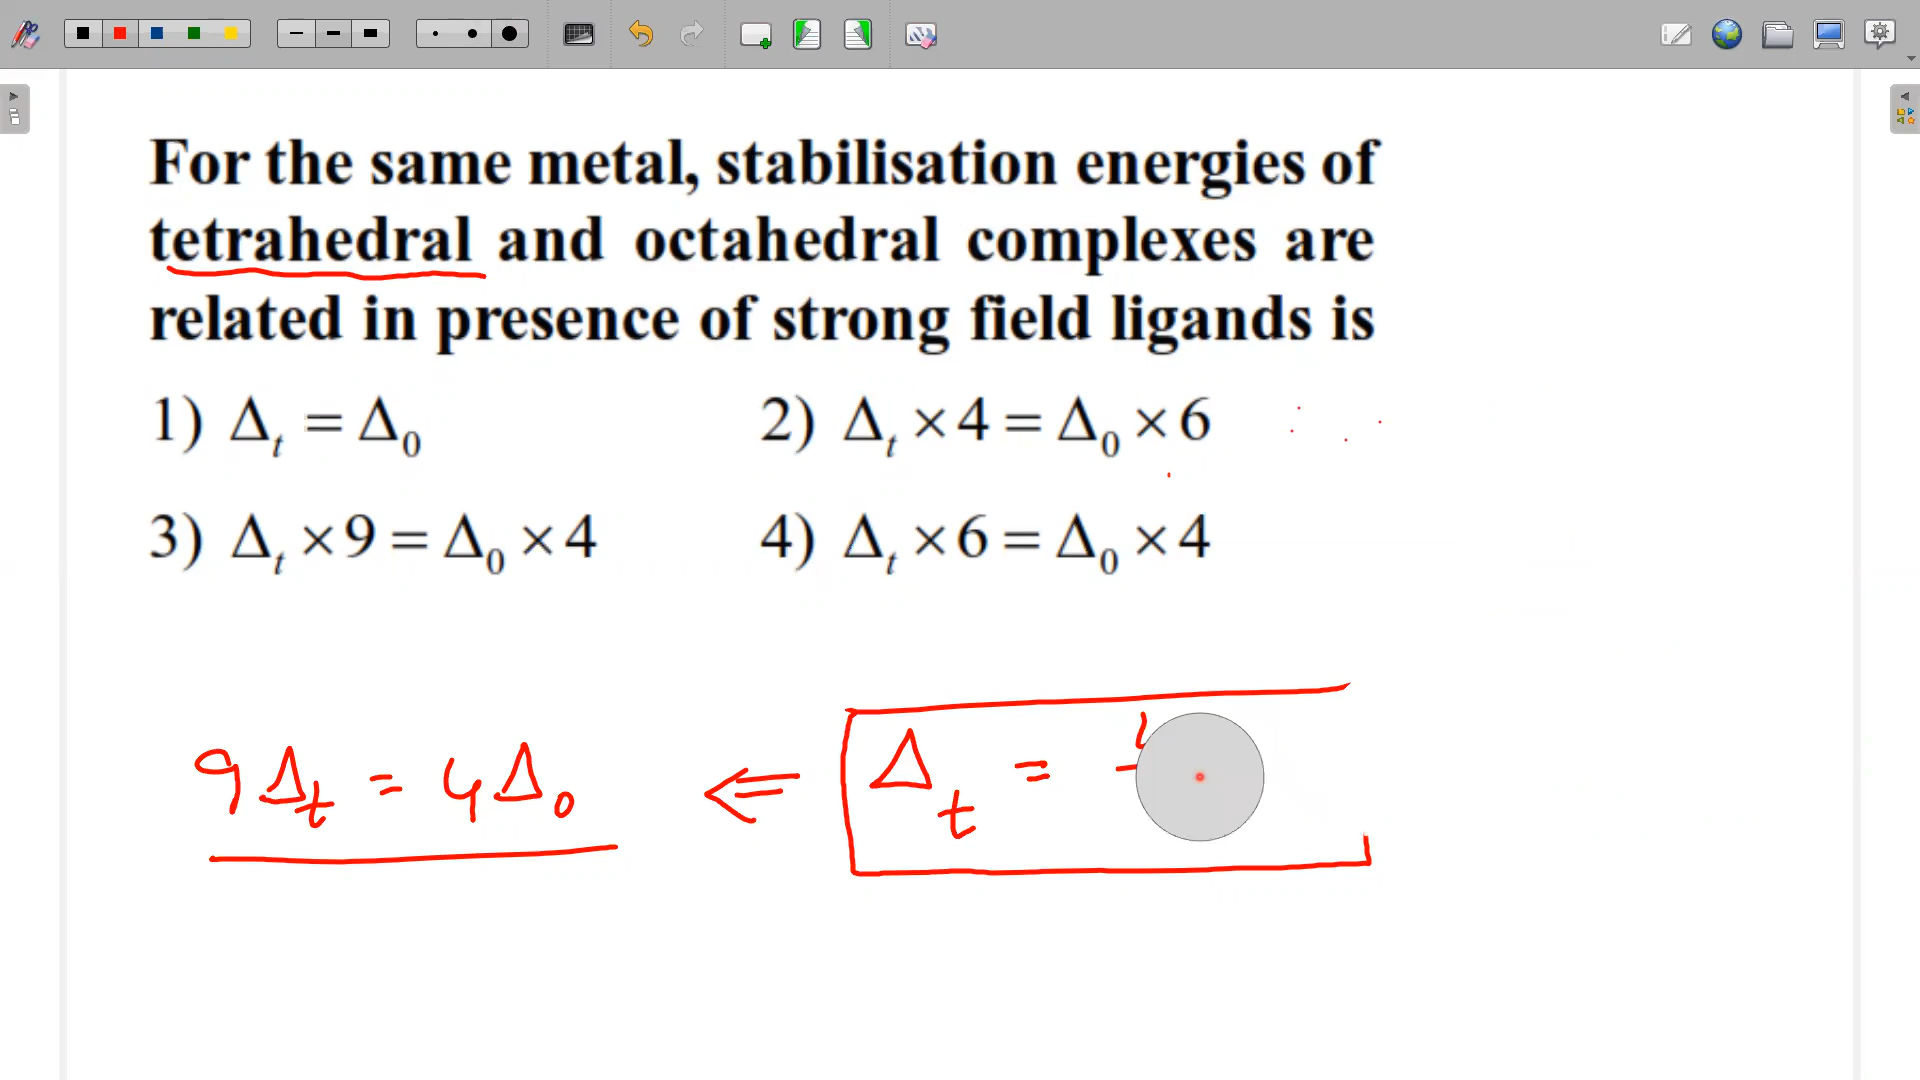 For the same metal, stabilisation energies of
tetrahedral and octahedral complexes are
related in presence of strong field ligands is
1) Δt = Δ0 2) Δt × 4 = Δ0 × 6
3) Δt × 9 = Δ0 × 4 4) Δt × 6 = Δ0 × 4
9Δt = 4Δ0 ⇐ Δt =